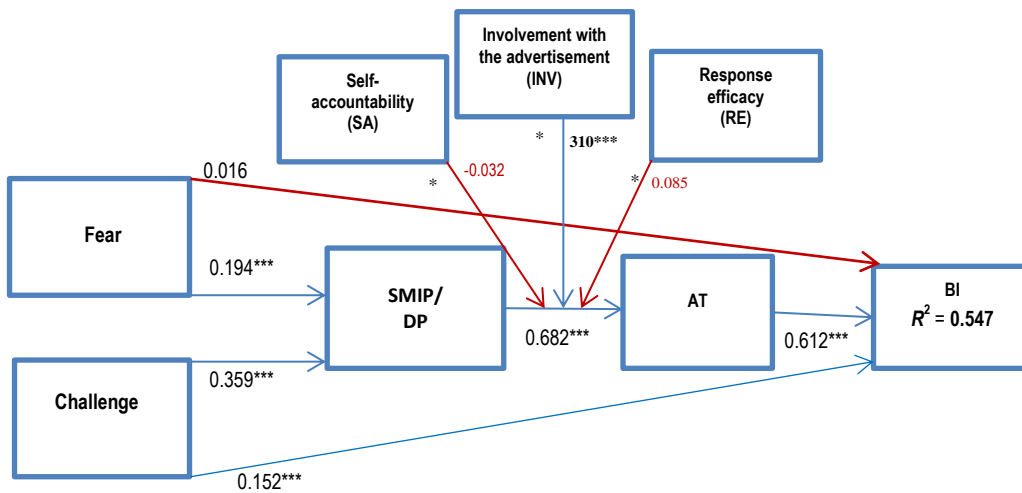 Involvement with
the advertisement
(INV)
Self-
accountability
(SA)
Response
efficacy
(RE)
*
310***
*
-0.032
*
0.085
0.016
Fear
0.194***
SMIP/
DP
0.682***
AT
0.612***
BI
R² = 0.547
Challenge
0.359***
0.152***